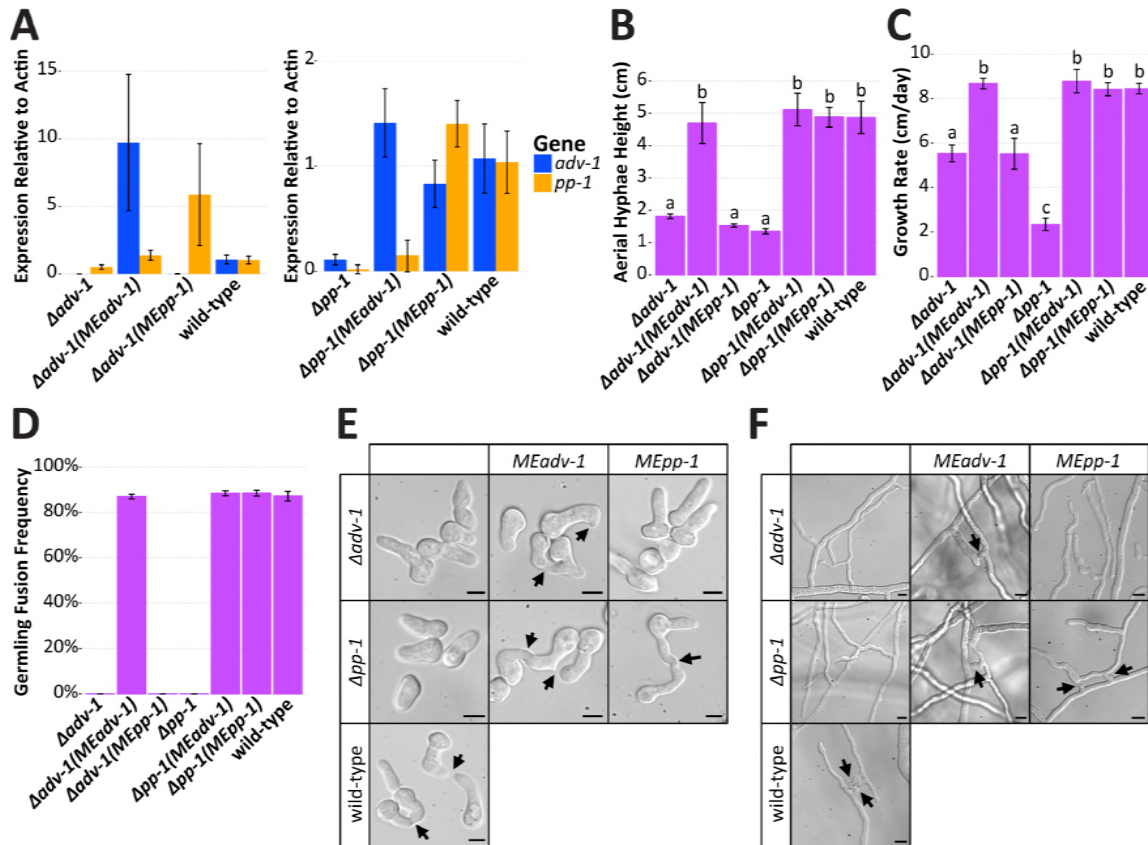 A
Expression Relative to Actin
15
10
5
0
Δadv-1
Δadv-1(MEadv-1)
Δadv-1(MEpp-1)
wild-type
Expression Relative to Actin
2
1
0
Δpp-1
Δpp-1(MEadv-1)
Δpp-1(MEpp-1)
wild-type
Gene
adv-1
pp-1
B
Aerial Hyphae Height (cm)
6
5
4
3
2
1
0
a
b
a
a
b
b
b
Δadv-1
Δadv-1(MEadv-1)
Δadv-1(MEpp-1)
Δpp-1
Δpp-1(MEadv-1)
Δpp-1(MEpp-1)
wild-type
C
Growth Rate (cm/day)
10
8
6
4
2
0
a
b
a
c
b
b
b
Δadv-1
Δadv-1(MEadv-1)
Δadv-1(MEpp-1)
Δpp-1
Δpp-1(MEadv-1)
Δpp-1(MEpp-1)
wild-type
D
Germling Fusion Frequency
100%
80%
60%
40%
20%
0%
Δadv-1
Δadv-1(MEadv-1)
Δadv-1(MEpp-1)
Δpp-1
Δpp-1(MEadv-1)
Δpp-1(MEpp-1)
wild-type
E
MEadv-1
MEpp-1
Δadv-1
Δpp-1
wild-type
F
MEadv-1
MEpp-1
Δadv-1
Δpp-1
wild-type